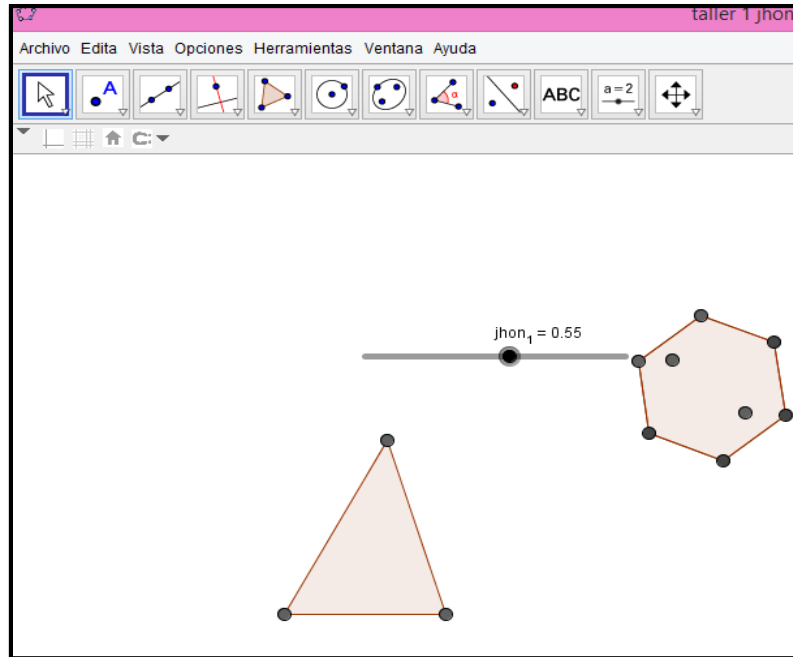 taller 1 jhon
Archivo Edita Vista Opciones Herramientas Ventana Ayuda
A α ABC a = 2
C:
jhon₁ = 0.55